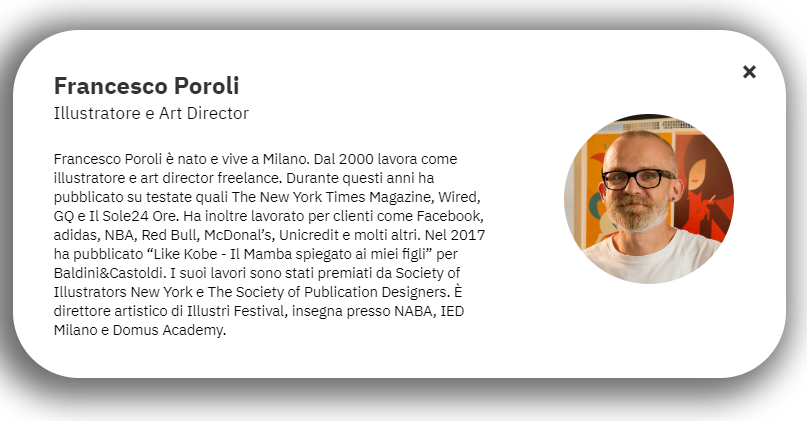 Francesco Poroli
Illustratore e Art Director
Francesco Poroli è nato e vive a Milano. Dal 2000 lavora come
illustratore e art director freelance. Durante questi anni ha
pubblicato su testate quali The New York Times Magazine, Wired,
GQ e Il Sole24 Ore. Ha inoltre lavorato per clienti come Facebook,
adidas, NBA, Red Bull, McDonal’s, Unicredit e molti altri. Nel 2017
ha pubblicato “Like Kobe - Il Mamba spiegato ai miei figli” per
Baldini&Castoldi. I suoi lavori sono stati premiati da Society of
Illustrators New York e The Society of Publication Designers. È
direttore artistico di Illustri Festival, insegna presso NABA, IED
Milano e Domus Academy.